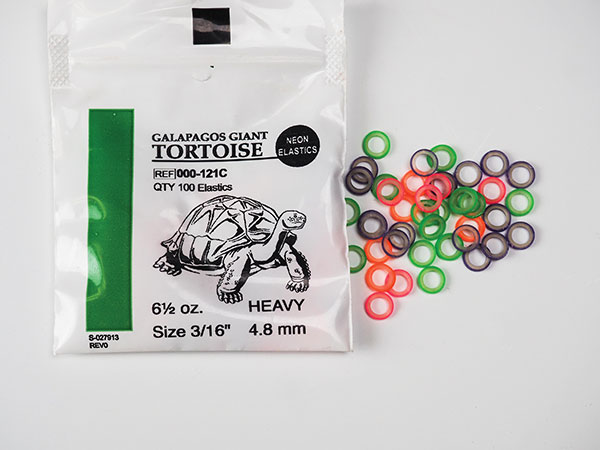 GALAPAGOS GIANT
TORTOISE
NEON
ELASTICS
REF 000-121C
QTY 100 Elastics
6½ oz. HEAVY
Size 3/16" 4.8 mm
S-027913
REV0